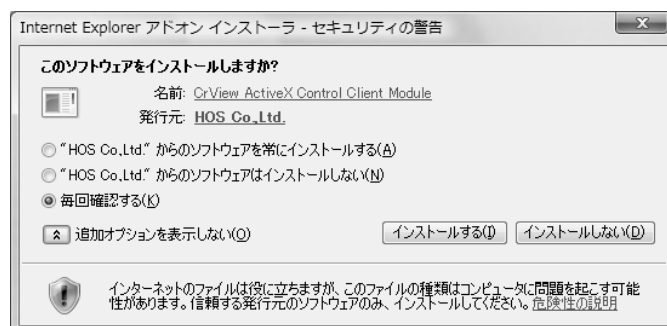 Internet Explorer アドオン インストーラ - セキュリティの警告
このソフトウェアをインストールしますか?
名前: CrView ActiveX Control Client Module
発行元: HOS Co.,Ltd.
"HOS Co.,Ltd." からのソフトウェアを常にインストールする(A)
"HOS Co.,Ltd." からのソフトウェアはインストールしない(N)
毎回確認する(K)
追加オプションを表示しない(O) インストールする(I) インストールしない(D)
インターネットのファイルは役に立ちますが、このファイルの種類はコンピュータに問題を起こす可能
性があります。信頼する発行元のソフトウェアのみ、インストールしてください。危険性の説明